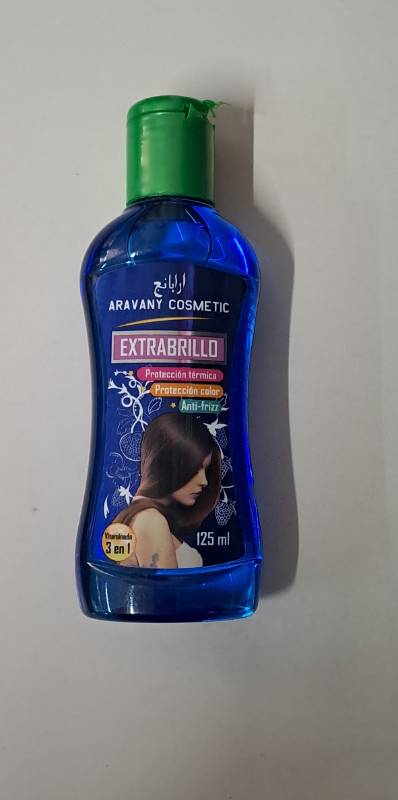 ارابانج
ARAVANY COSMETIC
EXTRABRILLO
Protección térmica
Protección color
Anti-frizz
Vitaminado
3 en 1
125 ml